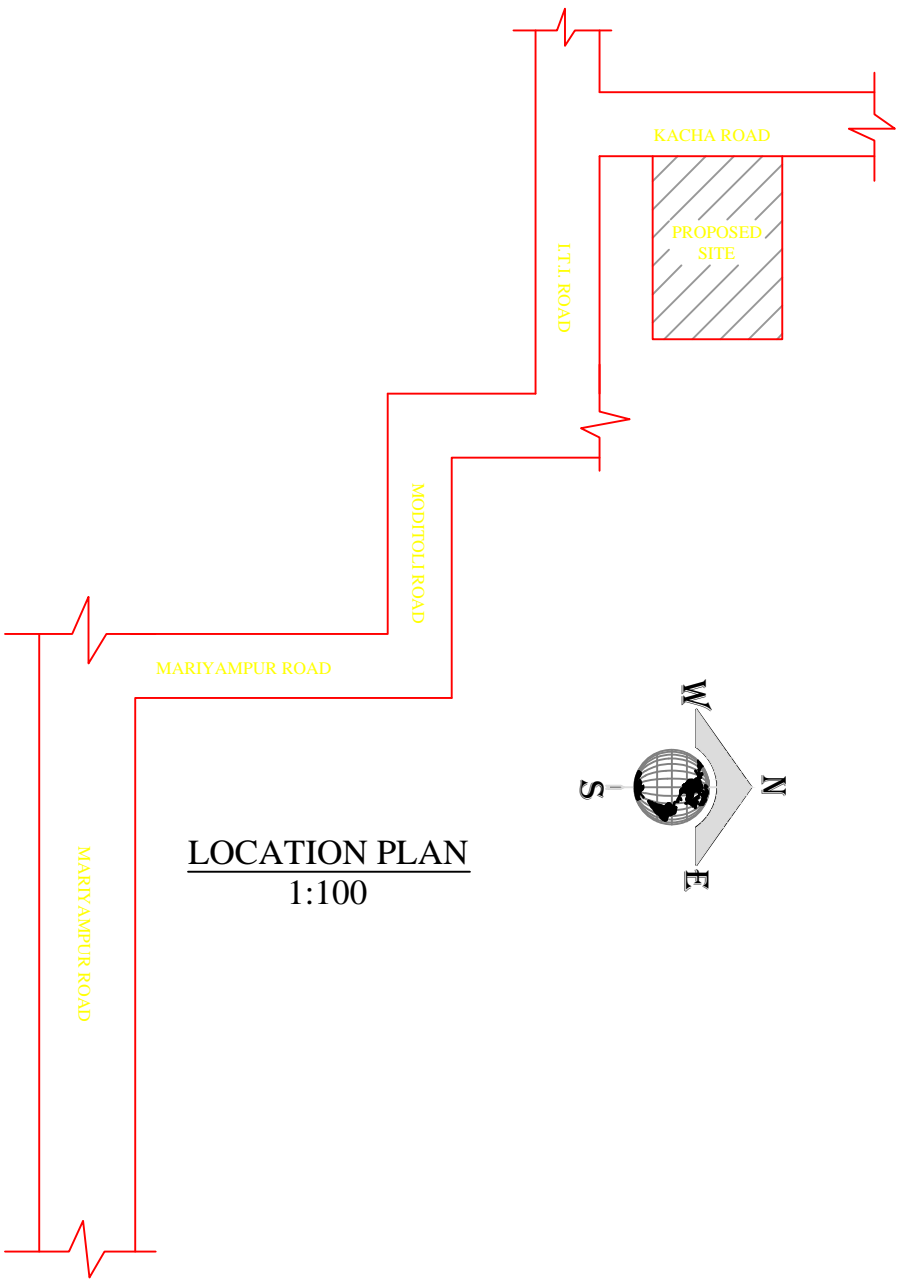 KACHA ROAD
PROPOSED
SITE
I.T.I. ROAD
MODITOLI ROAD
MARIYAMPUR ROAD
W
N
S
E
LOCATION PLAN
1:100
MARIYAMPUR ROAD